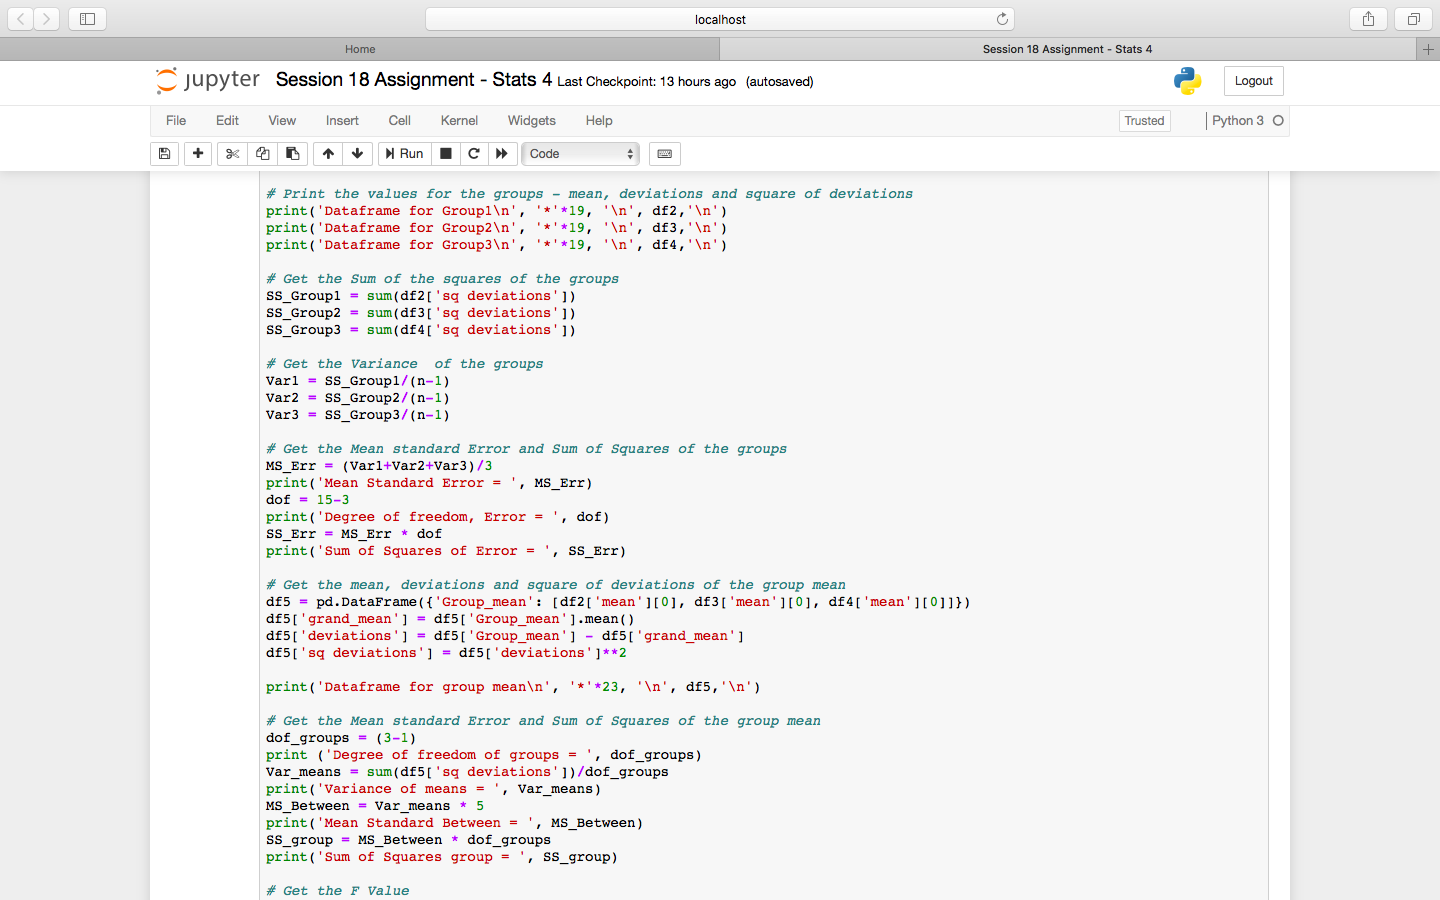 localhost
Home
Session 18 Assignment - Stats 4
jupyter Session 18 Assignment - Stats 4 Last Checkpoint: 13 hours ago (autosaved)
Logout
File Edit View Insert Cell Kernel Widgets Help
Trusted
Python 3
Run
Code
# Print the values for the groups - mean, deviations and square of deviations
print('Dataframe for Group1\n', '*'*19, '\n', df2,'\n')
print('Dataframe for Group2\n', '*'*19, '\n', df3,'\n')
print('Dataframe for Group3\n', '*'*19, '\n', df4,'\n')
# Get the Sum of the squares of the groups
SS_Group1 = sum(df2['sq deviations'])
SS_Group2 = sum(df3['sq deviations'])
SS_Group3 = sum(df4['sq deviations'])
# Get the Variance  of the groups
Var1 = SS_Group1/(n-1)
Var2 = SS_Group2/(n-1)
Var3 = SS_Group3/(n-1)
# Get the Mean standard Error and Sum of Squares of the groups
MS_Err = (Var1+Var2+Var3)/3
print('Mean Standard Error = ', MS_Err)
dof = 15-3
print('Degree of freedom, Error = ', dof)
SS_Err = MS_Err * dof
print('Sum of Squares of Error = ', SS_Err)
# Get the mean, deviations and square of deviations of the group mean
df5 = pd.DataFrame({'Group_mean': [df2['mean'][0], df3['mean'][0], df4['mean'][0]]})
df5['grand_mean'] = df5['Group_mean'].mean()
df5['deviations'] = df5['Group_mean'] - df5['grand_mean']
df5['sq deviations'] = df5['deviations']**2
print('Dataframe for group mean\n', '*'*23, '\n', df5,'\n')
# Get the Mean standard Error and Sum of Squares of the group mean
dof_groups = (3-1)
print ('Degree of freedom of groups = ', dof_groups)
Var_means = sum(df5['sq deviations'])/dof_groups
print('Variance of means = ', Var_means)
MS_Between = Var_means * 5
print('Mean Standard Between = ', MS_Between)
SS_group = MS_Between * dof_groups
print('Sum of Squares group = ', SS_group)
# Get the F Value